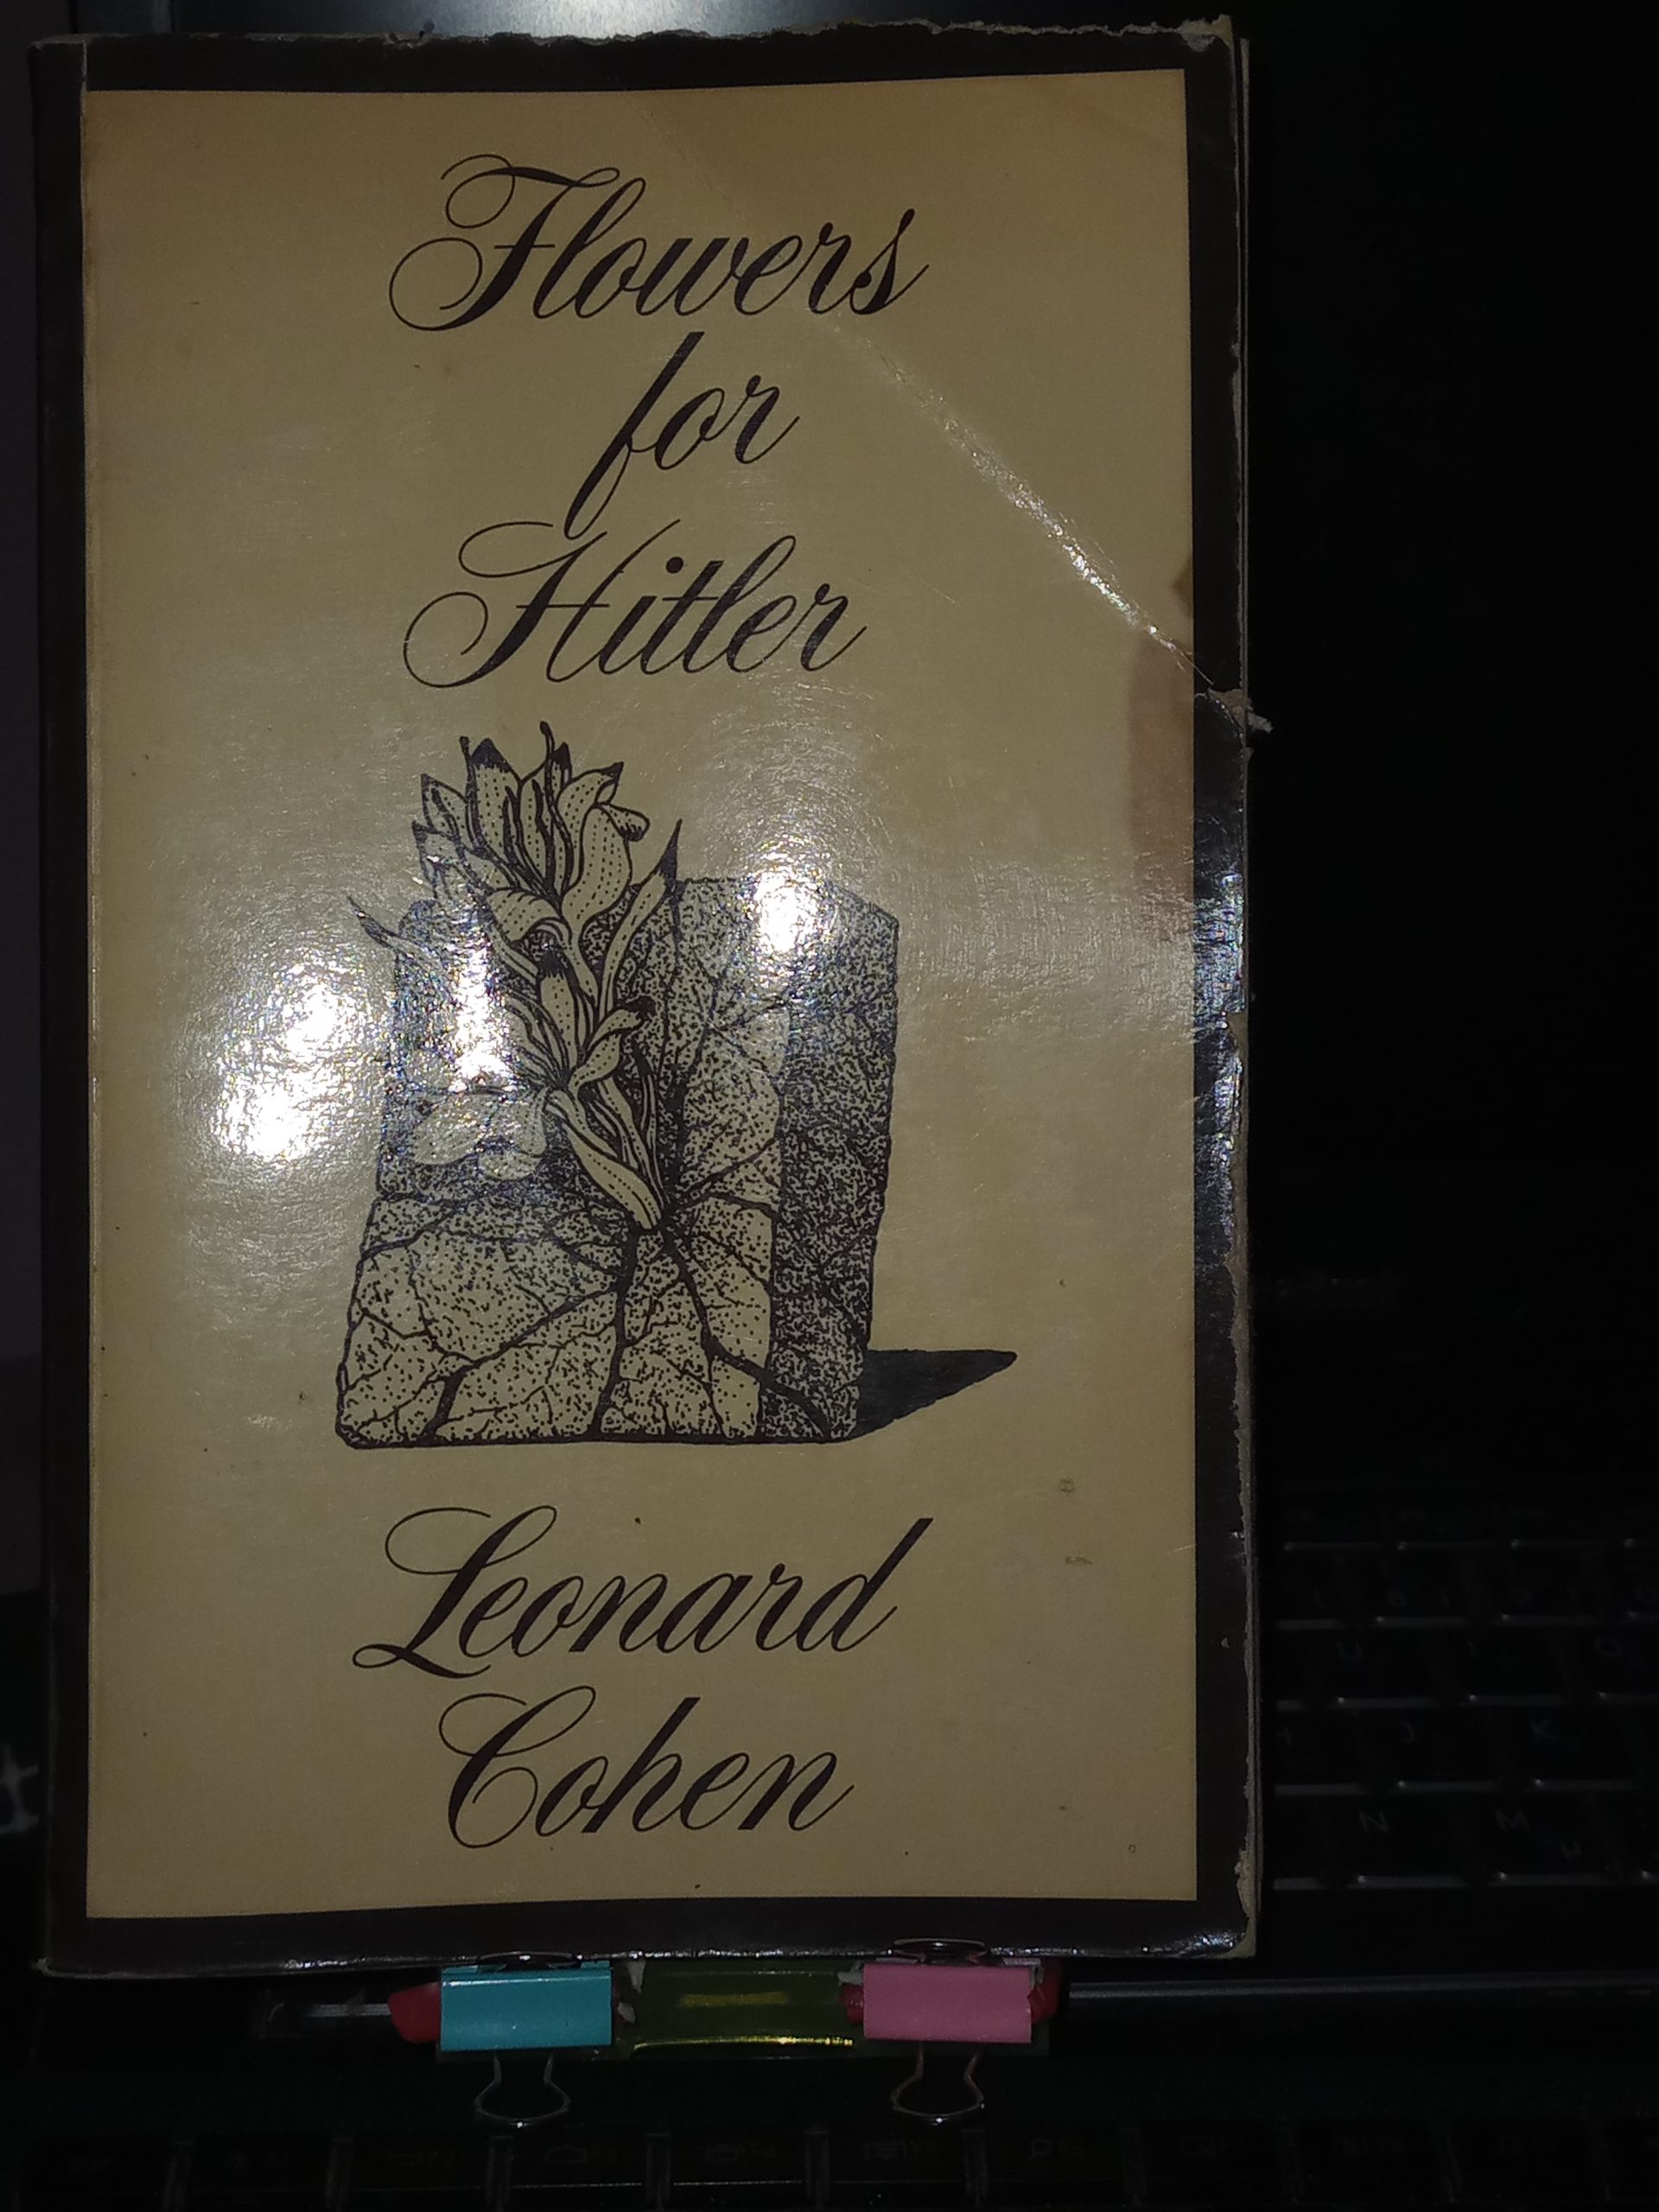 Flowers
for
Hitler
Leonard
Cohen
U
J
K
N
M